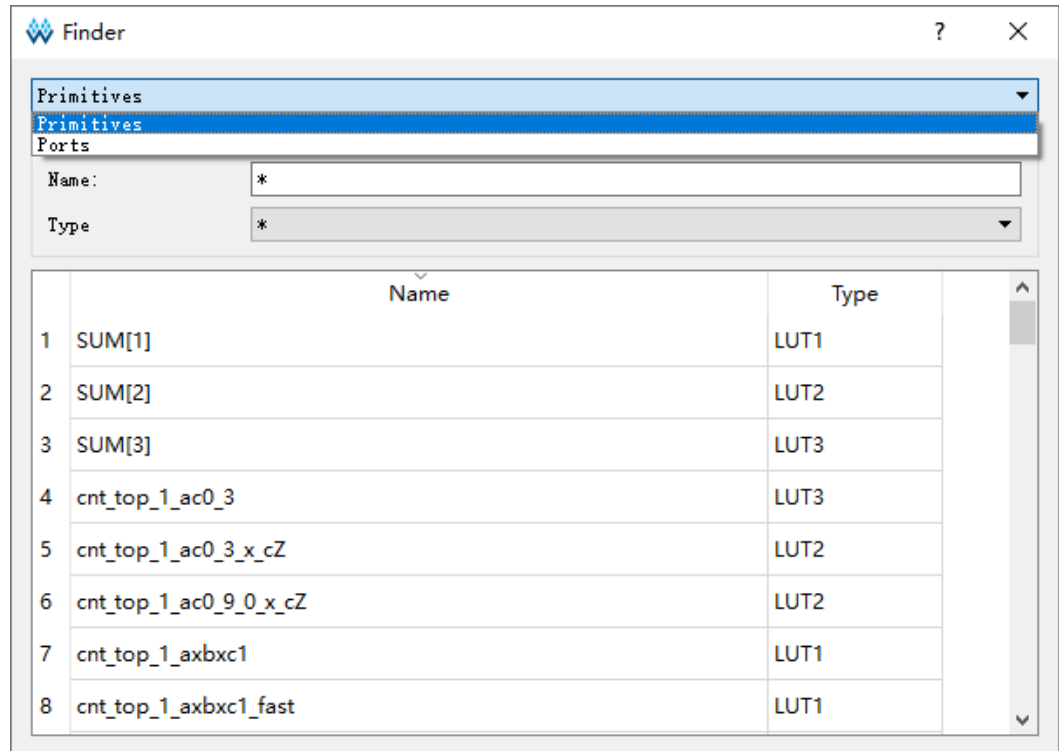 Finder ?
Primitives
Primitives
Ports
Name: *
Type *
Name Type
1 SUM[1] LUT1
2 SUM[2] LUT2
3 SUM[3] LUT3
4 cnt_top_1_ac0_3 LUT3
5 cnt_top_1_ac0_3_x_cZ LUT2
6 cnt_top_1_ac0_9_0_x_cZ LUT2
7 cnt_top_1_axbxc1 LUT1
8 cnt_top_1_axbxc1_fast LUT1